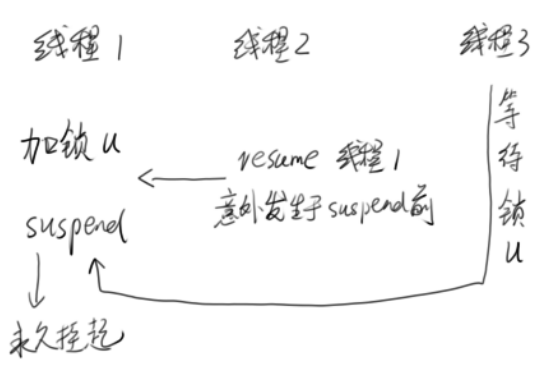 线程1 线程2 线程3
加锁u
resume 线程1
意外发生于suspend前
suspend
永久挂起
等待锁u